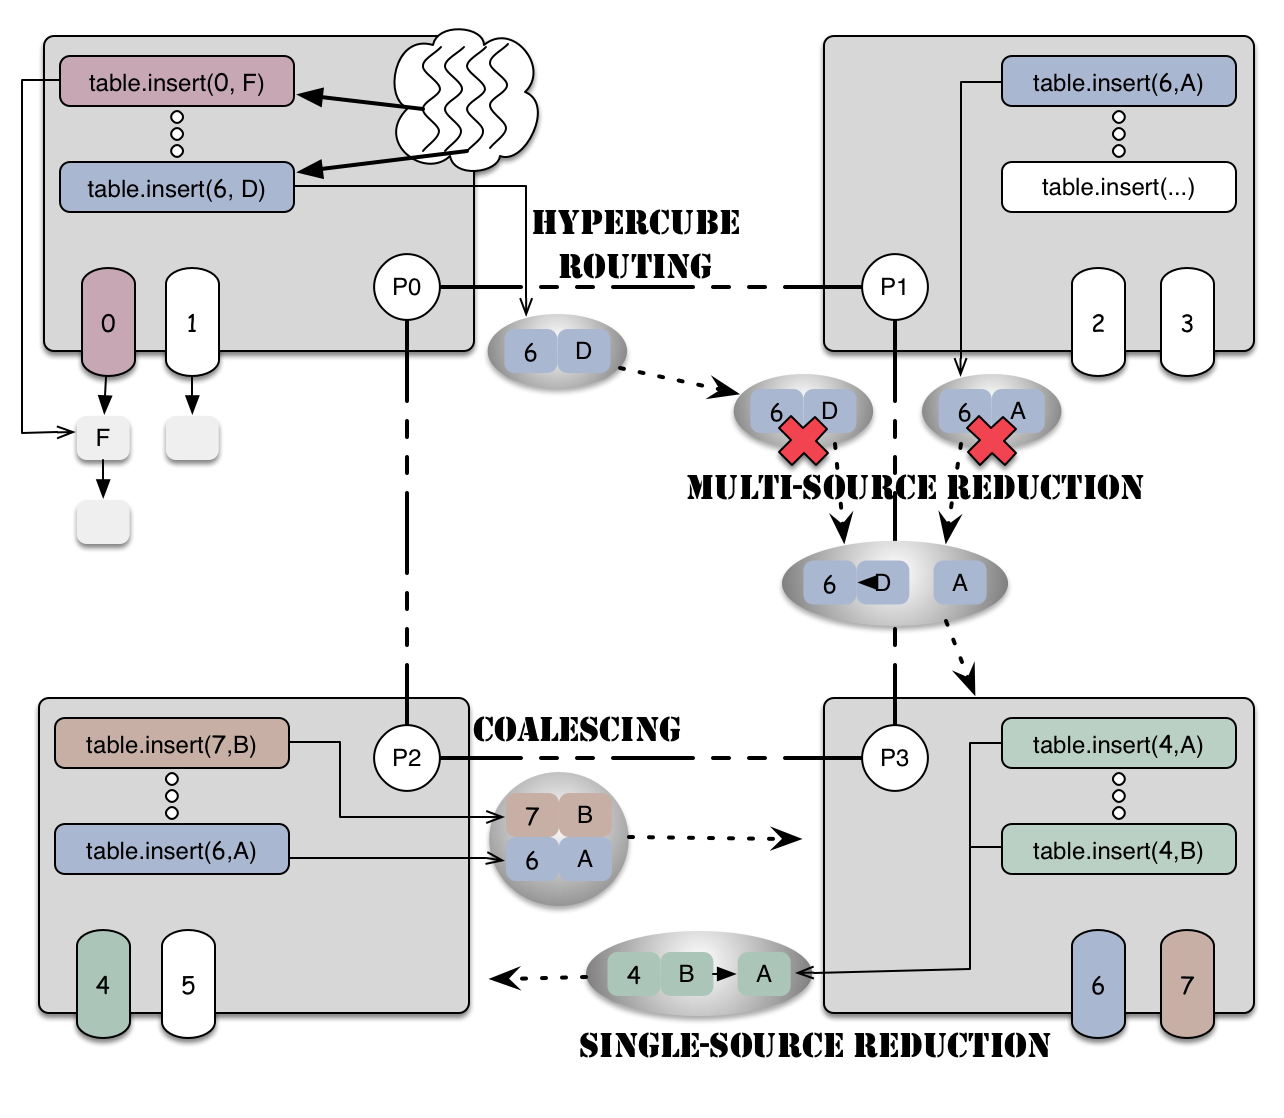 table.insert(0, F)
table.insert(6, D)
P0
0
1
F
HYPERCUBE
ROUTING
6 D
table.insert(6,A)
table.insert(...)
P1
2
3
6 D
6 A
MULTI-SOURCE REDUCTION
6 D A
table.insert(7,B)
table.insert(6,A)
P2
4
5
COALESCING
7 B
6 A
P3
table.insert(4,A)
table.insert(4,B)
6
7
4 B A
SINGLE-SOURCE REDUCTION